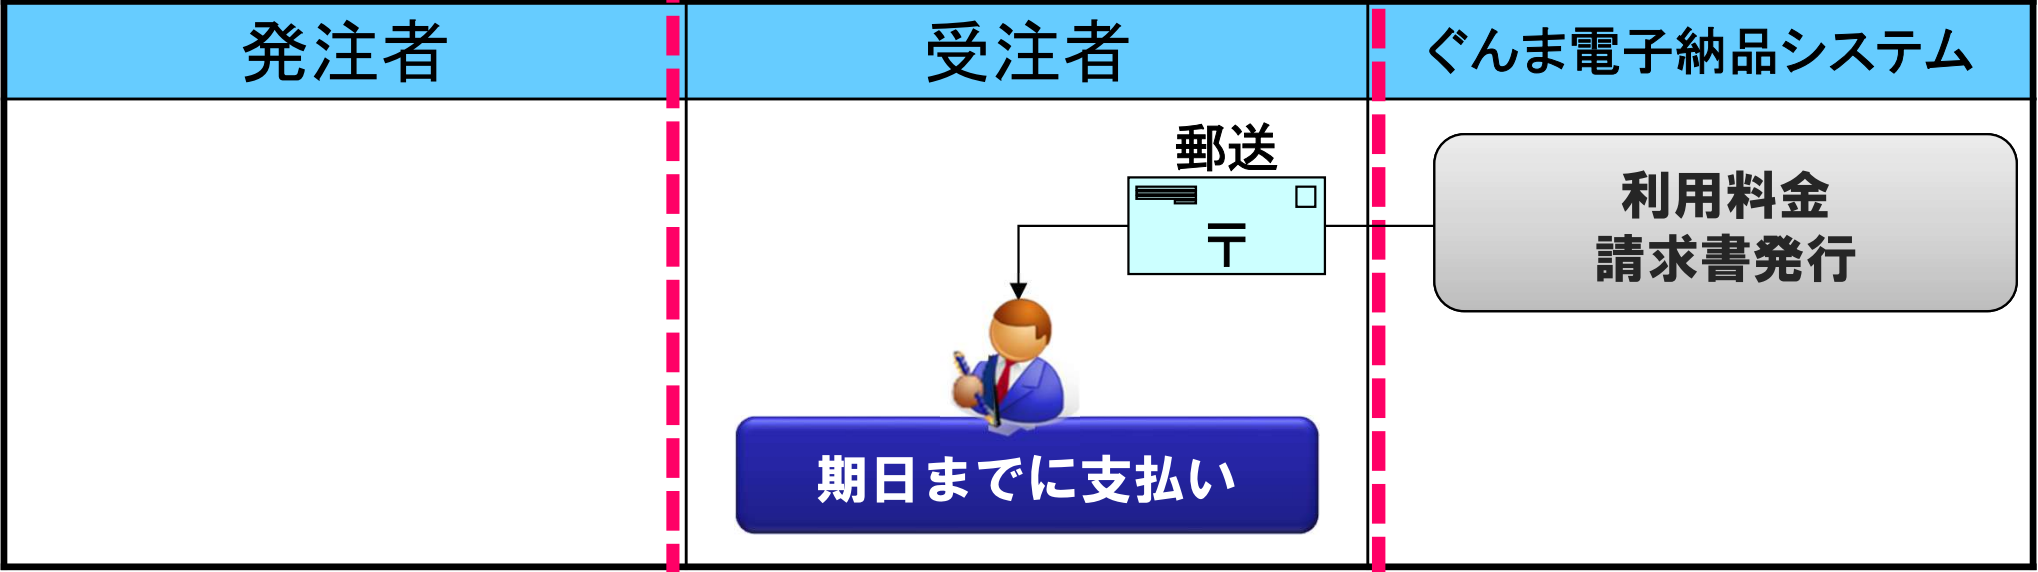 発注者
受注者
ぐんま電子納品システム
郵送
〒
利用料金
請求書発行
期日までに支払い